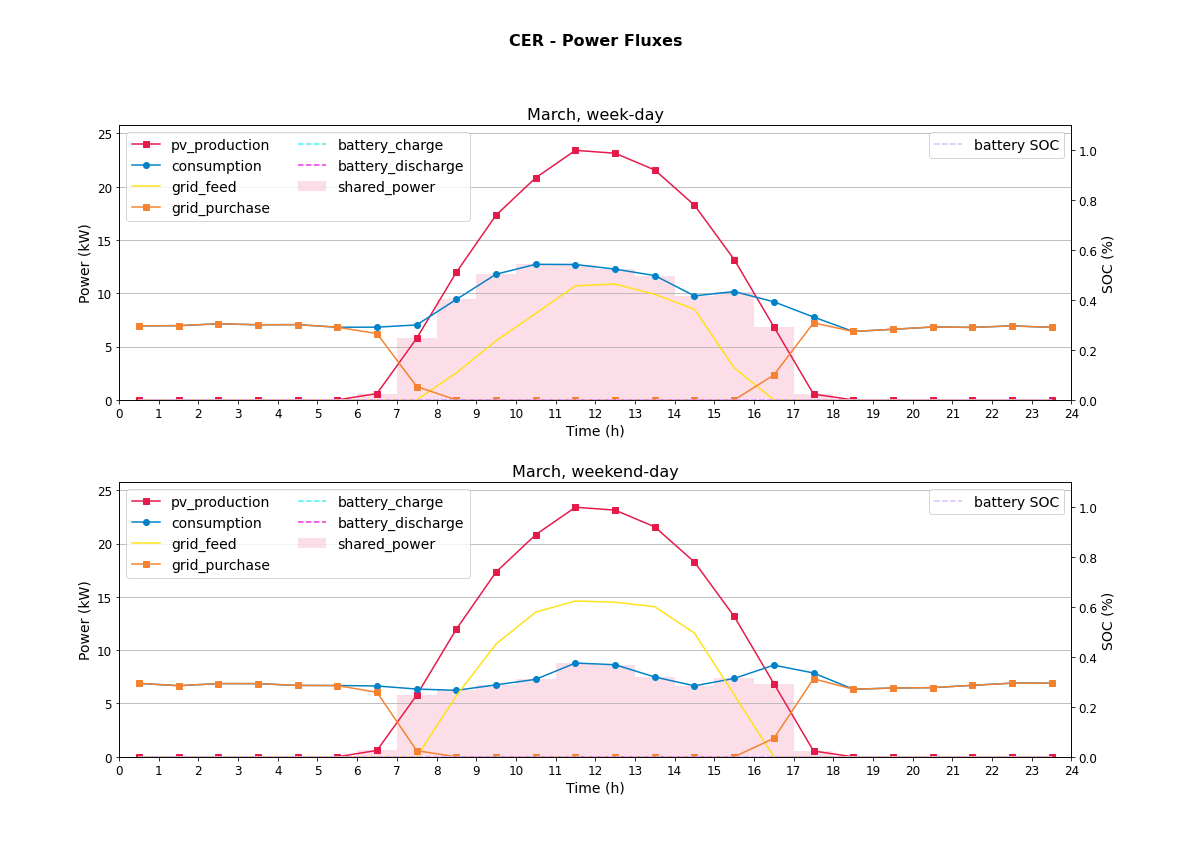 CER - Power Fluxes
March, week-day
pv_production
consumption
grid_feed
grid_purchase
battery_charge
battery_discharge
shared_power
battery SOC
Power (kW)
25
20
15
10
5
0
SOC (%)
1.0
0.8
0.6
0.4
0.2
0.0
0 1 2 3 4 5 6 7 8 9 10 11 12 13 14 15 16 17 18 19 20 21 22 23 24
Time (h)
March, weekend-day
pv_production
consumption
grid_feed
grid_purchase
battery_charge
battery_discharge
shared_power
battery SOC
Power (kW)
25
20
15
10
5
0
SOC (%)
1.0
0.8
0.6
0.4
0.2
0.0
0 1 2 3 4 5 6 7 8 9 10 11 12 13 14 15 16 17 18 19 20 21 22 23 24
Time (h)